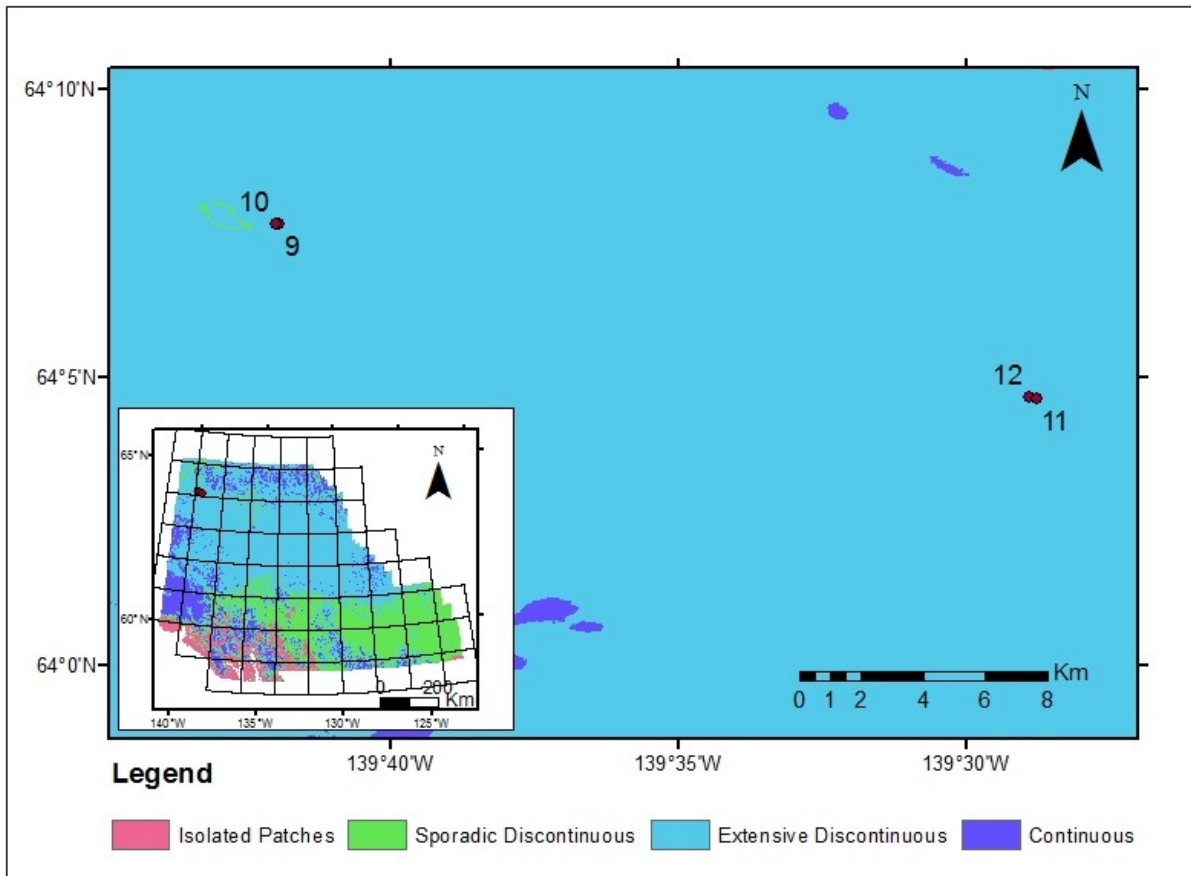 64°10'N
N
10
9
64°5'N
12
11
N
65°N
60°N
0 200
Km
140°W 135°W 130°W 125°W
64°0'N
Km
0 1 2 4 6 8
139°40'W 139°35'W 139°30'W
Legend
Isolated Patches Sporadic Discontinuous Extensive Discontinuous Continuous